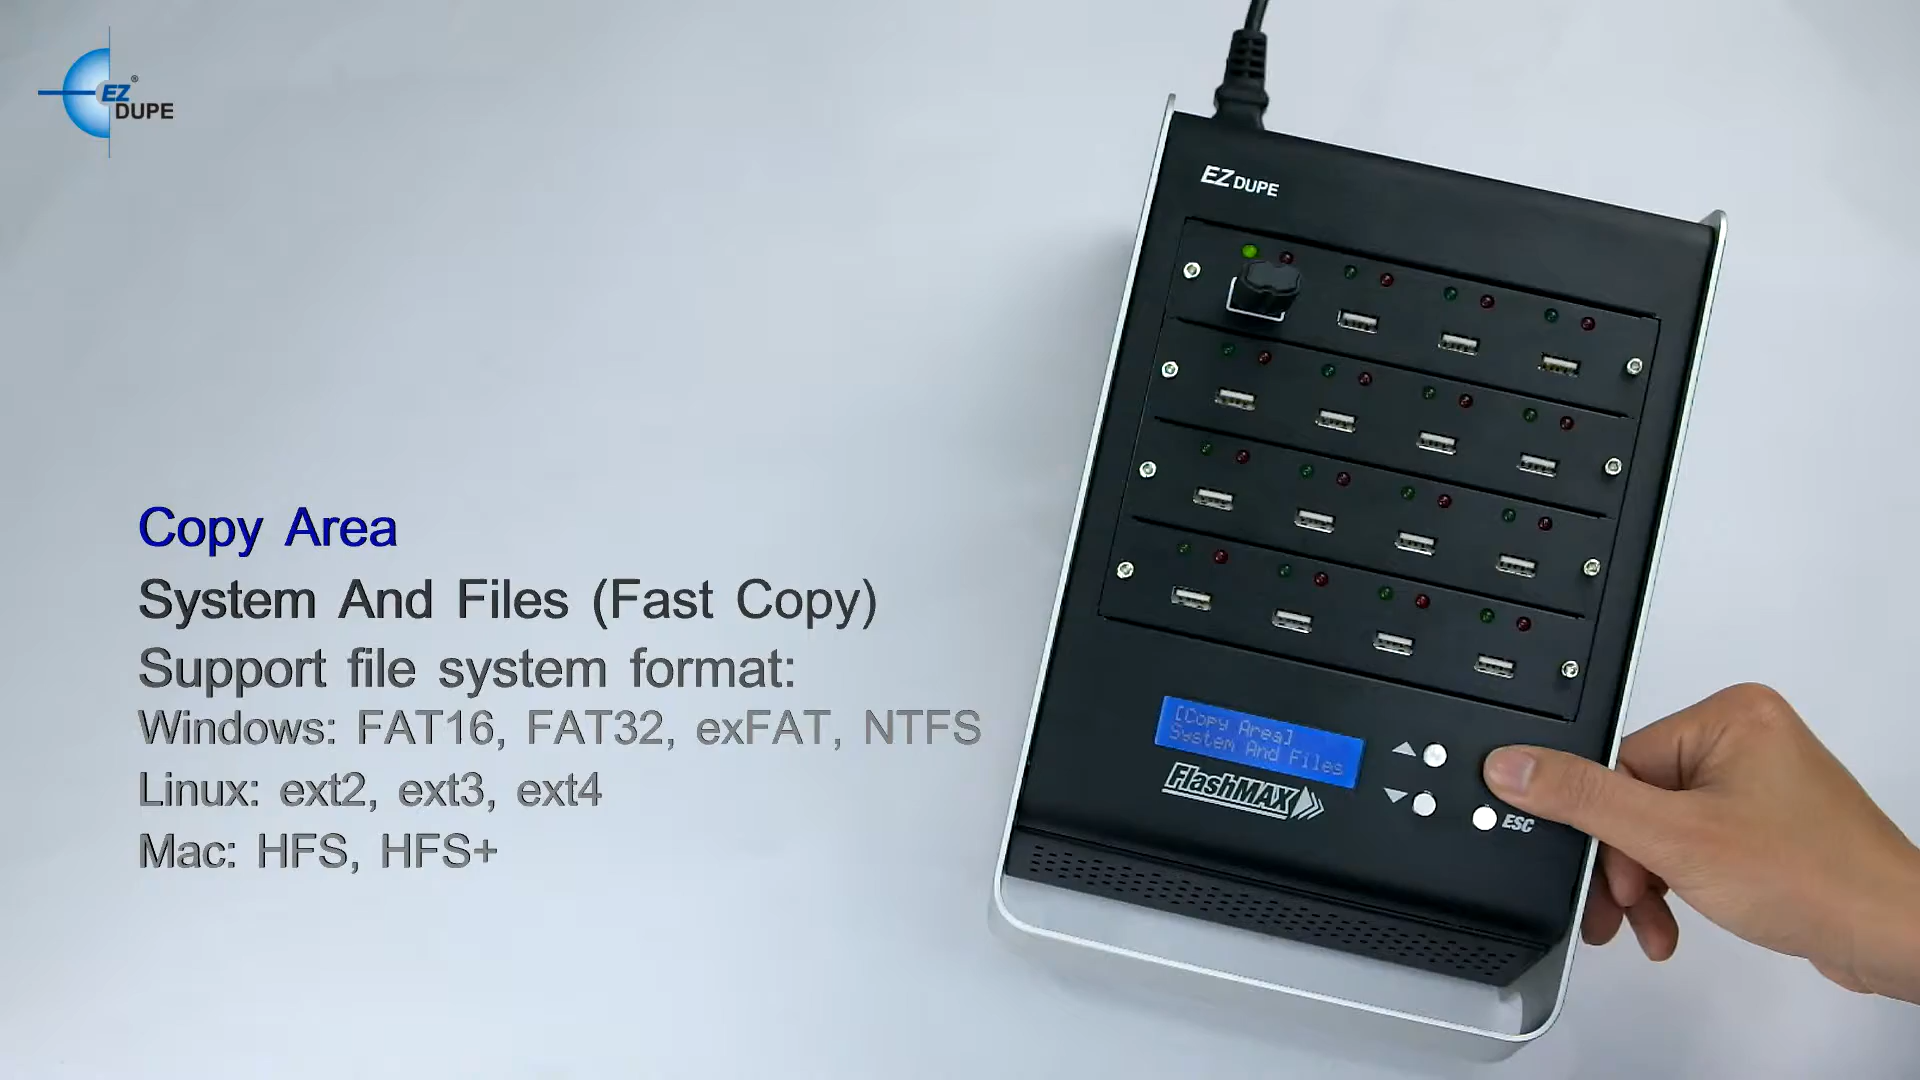 EZ®
DUPE
EZ DUPE
Copy Area
System And Files (Fast Copy)
Support file system format:
Windows: FAT16, FAT32, exFAT, NTFS
Linux: ext2, ext3, ext4
Mac: HFS, HFS+
[Copy Area]
System And Files
FlashMAX
ESC